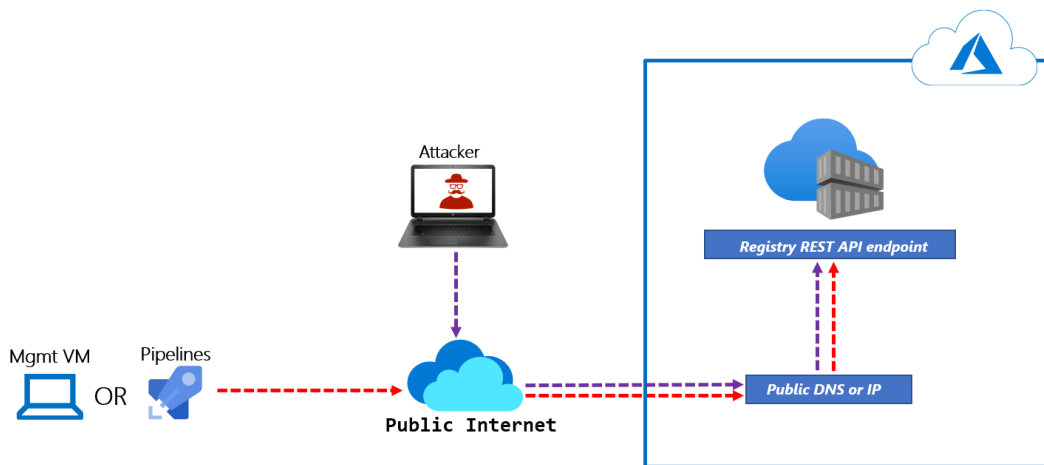 Attacker
Registry REST API endpoint
Mgmt VM
OR
Pipelines
Public Internet
Public DNS or IP